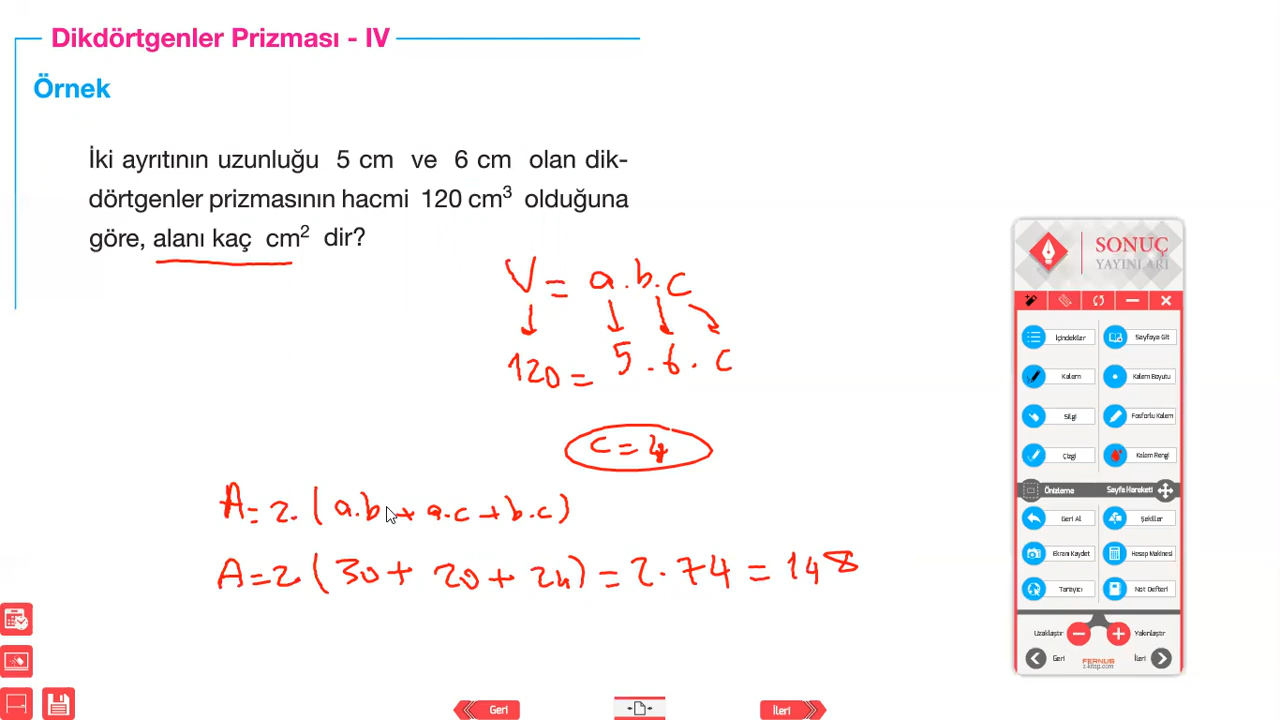 Dikdörtgenler Prizması - IV
Örnek
İki ayrıtının uzunluğu 5 cm ve 6 cm olan dik-
dörtgenler prizmasının hacmi 120 cm³ olduğuna
göre, alanı kaç cm² dir?
V = a.b.c
120 = 5.6.c
c = 4
A = 2.(a.b + a.c + b.c)
A = 2(30 + 20 + 24) = 2.74 = 148
SONUÇ
YAYINLARI
İçindekiler
Sayfaya Git
Kalem
Kalem Boyutu
Silgi
Fosforlu Kalem
Çizgi
Kalem Rengi
Önizleme
Sayfa Hareketi
Geri Al
Şekiller
Ekranı Kaydet
Hesap Makinesi
Tarayıcı
Not Defteri
Uzaklaştır
Yakınlaştır
Geri
FERNUS
z-kitap.com
İleri
Geri
İleri